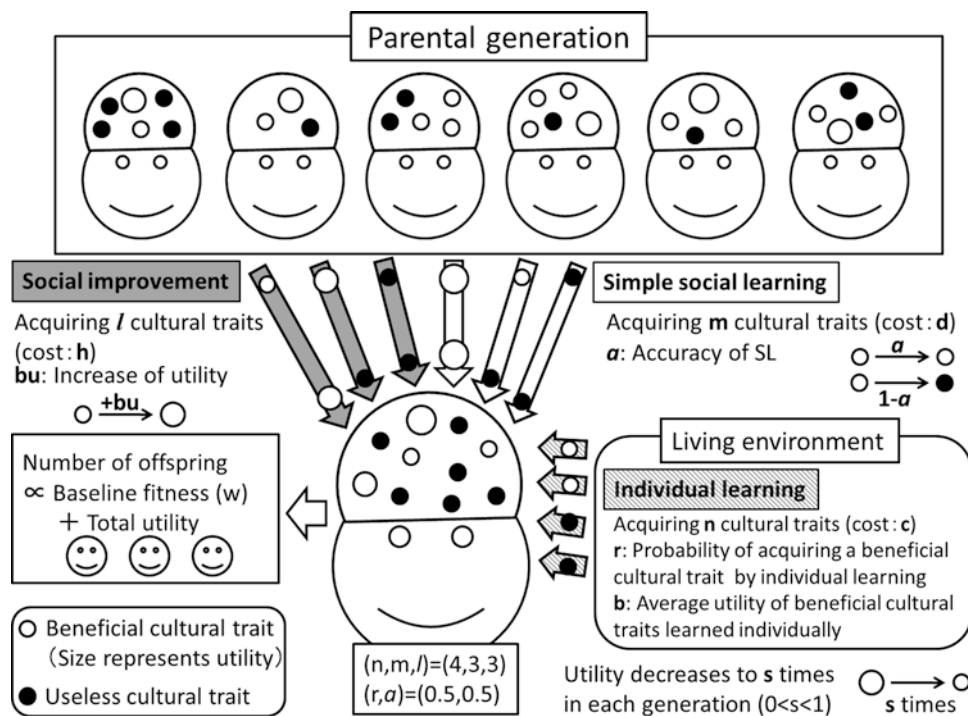 Parental generation
Social improvement
Acquiring l cultural traits
(cost:h)
bu: Increase of utility
+bu
Simple social learning
Acquiring m cultural traits (cost:d)
a: Accuracy of SL
a
1-a
Number of offspring
∝ Baseline fitness (w)
+ Total utility
Living environment
Individual learning
Acquiring n cultural traits (cost:c)
r: Probability of acquiring a beneficial
cultural trait by individual learning
b: Average utility of beneficial cultural
traits learned individually
Beneficial cultural trait
(Size represents utility)
Useless cultural trait
(n,m,l)=(4,3,3)
(r,a)=(0.5,0.5)
Utility decreases to s times
in each generation (0<s<1)
s times